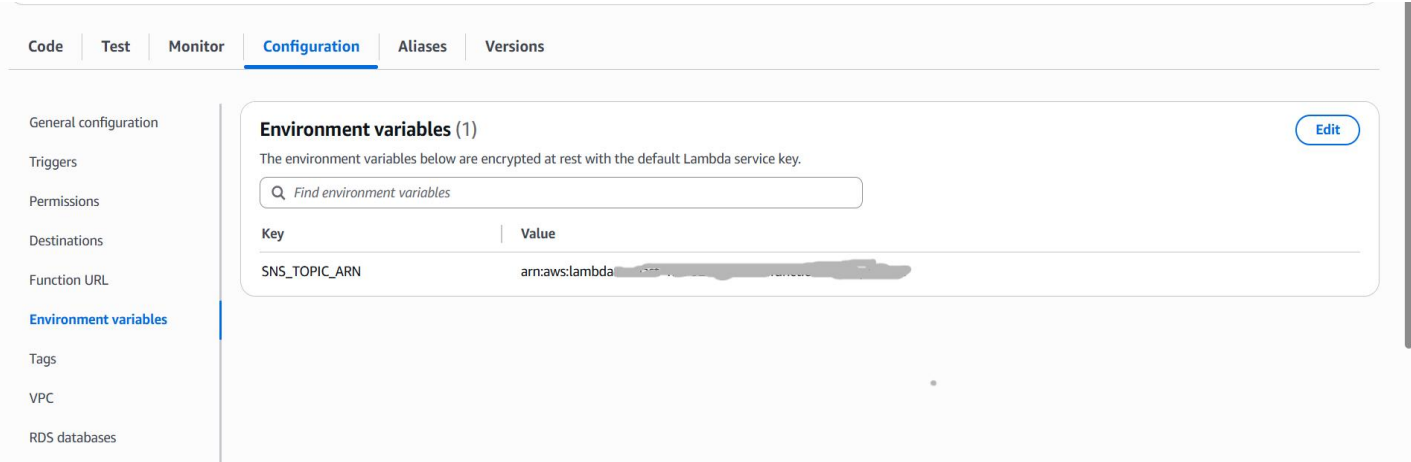 Code Test Monitor Configuration Aliases Versions
General configuration
Triggers
Permissions
Destinations
Function URL
Environment variables
Tags
VPC
RDS databases
Environment variables (1)
Edit
The environment variables below are encrypted at rest with the default Lambda service key.
Find environment variables
Key Value
SNS_TOPIC_ARN arn:aws:lambda